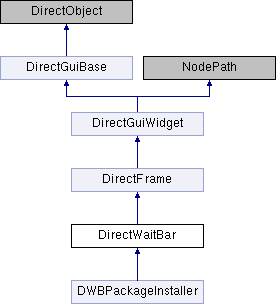 DirectObject
DirectGuiBase
NodePath
DirectGuiWidget
DirectFrame
DirectWaitBar
DWBPackageInstaller